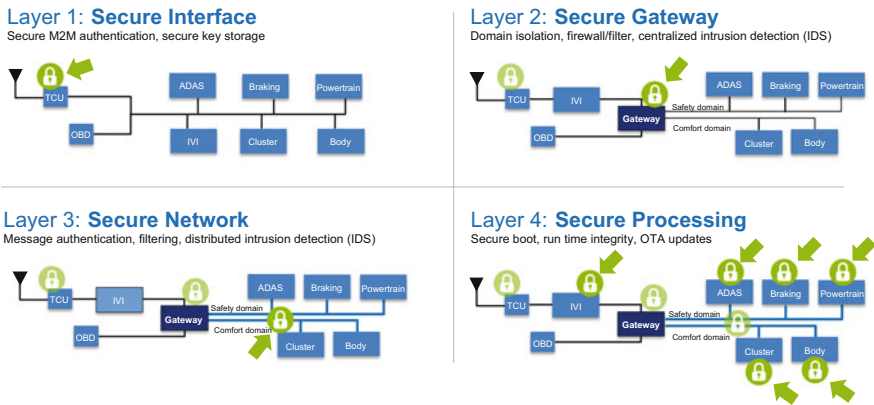 Layer 1: Secure Interface
Secure M2M authentication, secure key storage
TCU
ADAS
Braking
Powertrain
OBD
IVI
Cluster
Body
Layer 2: Secure Gateway
Domain isolation, firewall/filter, centralized intrusion detection (IDS)
TCU
IVI
ADAS
Braking
Powertrain
Safety domain
Gateway
Comfort domain
OBD
Cluster
Body
Layer 3: Secure Network
Message authentication, filtering, distributed intrusion detection (IDS)
TCU
IVI
ADAS
Braking
Powertrain
Safety domain
Gateway
Comfort domain
OBD
Cluster
Body
Layer 4: Secure Processing
Secure boot, run time integrity, OTA updates
TCU
IVI
ADAS
Braking
Powertrain
Safety domain
Gateway
Comfort domain
OBD
Cluster
Body